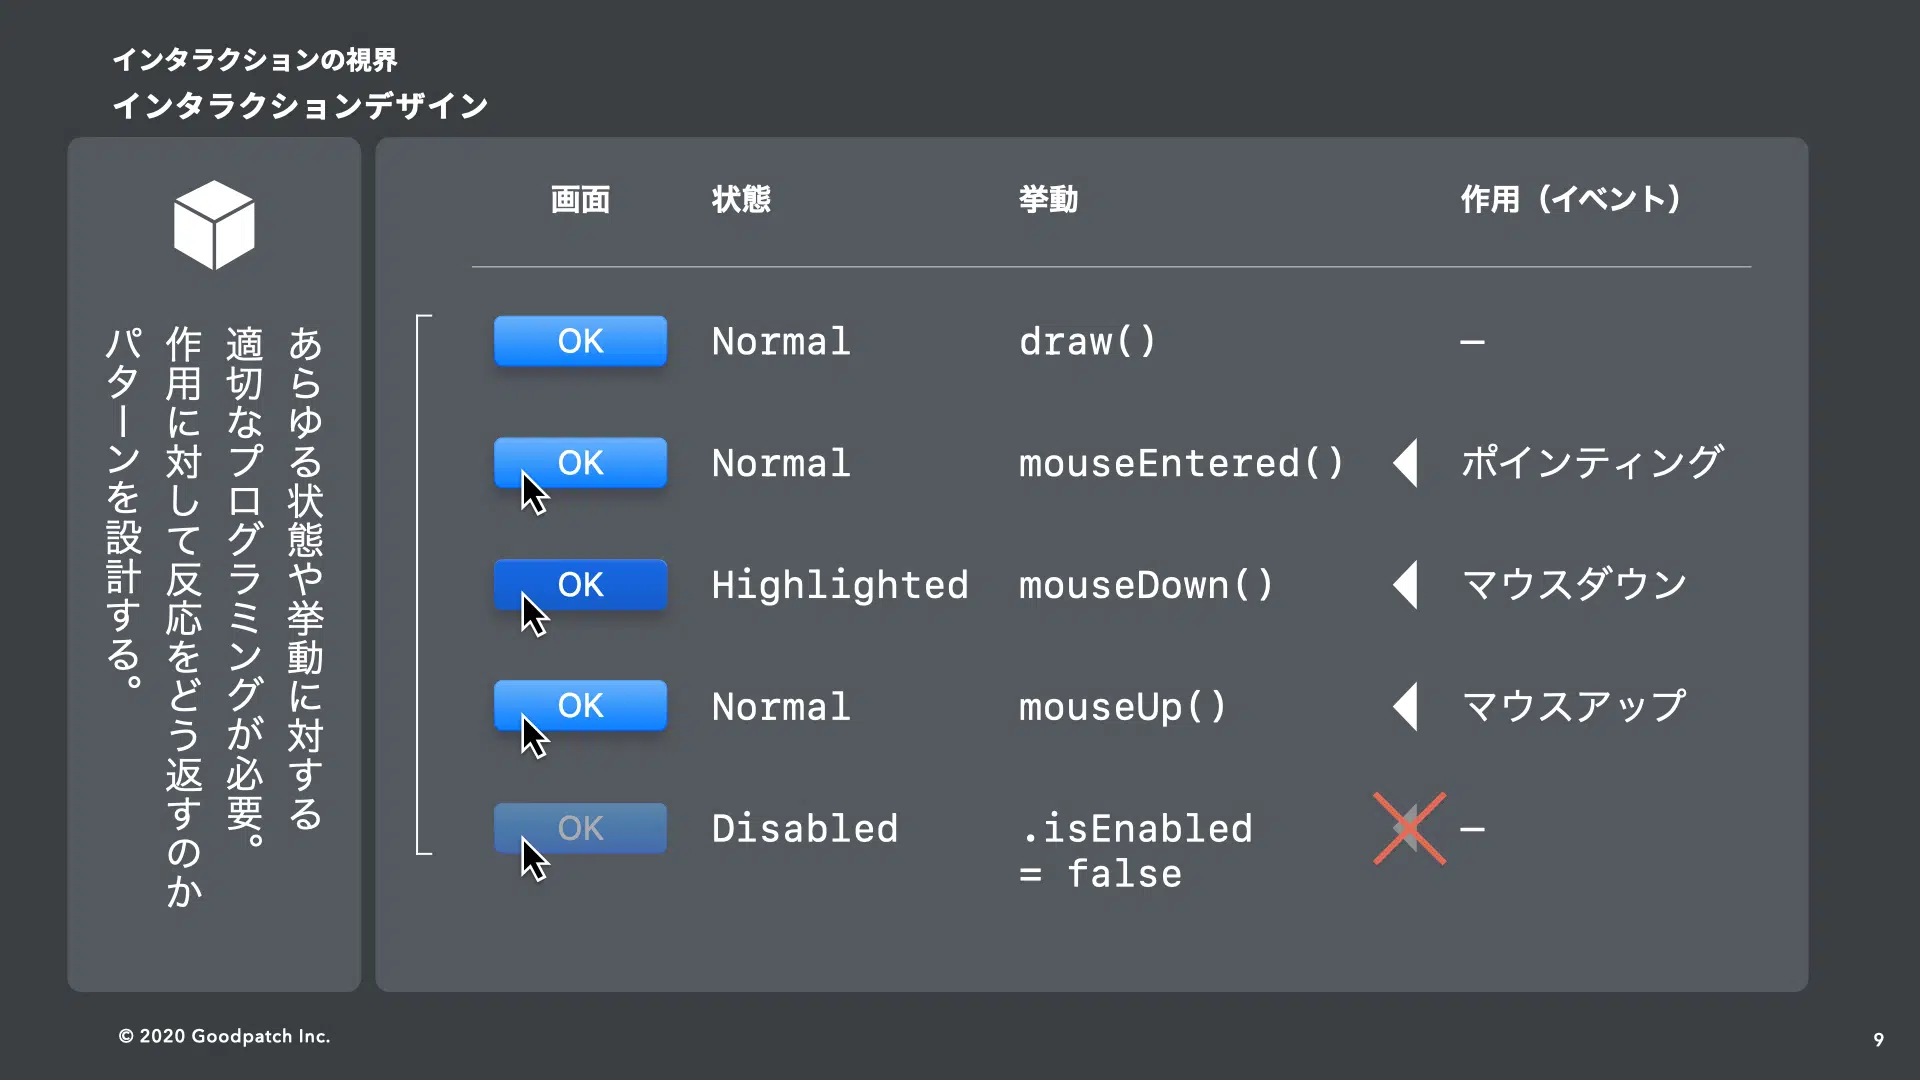 インタラクションの視界
インタラクションデザイン
あらゆる状態や挙動に対する
適切なプログラミングが必要。
作用に対して反応をどう返すのか
パターンを設計する。
画面 状態 挙動 作用（イベント）
OK Normal draw() –
OK Normal mouseEntered() ポインティング
OK Highlighted mouseDown() マウスダウン
OK Normal mouseUp() マウスアップ
OK Disabled .isEnabled –
= false
© 2020 Goodpatch Inc.
9